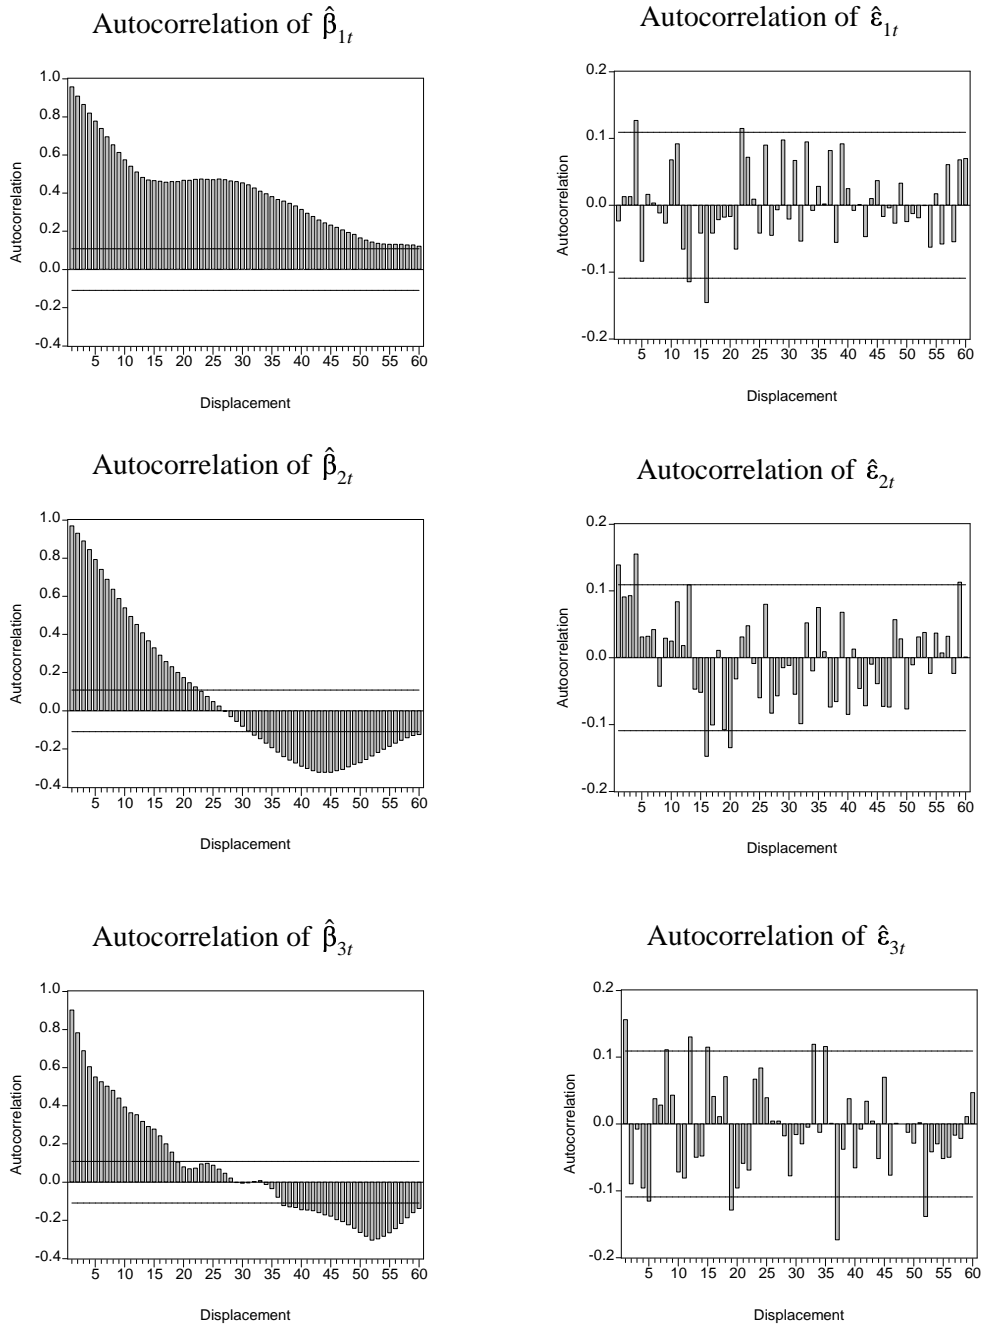 Autocorrelation of β̂1t
1.0
0.8
0.6
0.4
0.2
0.0
-0.2
-0.4
Autocorrelation
5 10 15 20 25 30 35 40 45 50 55 60
Displacement
Autocorrelation of ε̂1t
0.2
0.1
0.0
-0.1
-0.2
Autocorrelation
5 10 15 20 25 30 35 40 45 50 55 60
Displacement
Autocorrelation of β̂2t
1.0
0.8
0.6
0.4
0.2
0.0
-0.2
-0.4
Autocorrelation
5 10 15 20 25 30 35 40 45 50 55 60
Displacement
Autocorrelation of ε̂2t
0.2
0.1
0.0
-0.1
-0.2
Autocorrelation
5 10 15 20 25 30 35 40 45 50 55 60
Displacement
Autocorrelation of β̂3t
1.0
0.8
0.6
0.4
0.2
0.0
-0.2
-0.4
Autocorrelation
5 10 15 20 25 30 35 40 45 50 55 60
Displacement
Autocorrelation of ε̂3t
0.2
0.1
0.0
-0.1
-0.2
Autocorrelation
5 10 15 20 25 30 35 40 45 50 55 60
Displacement